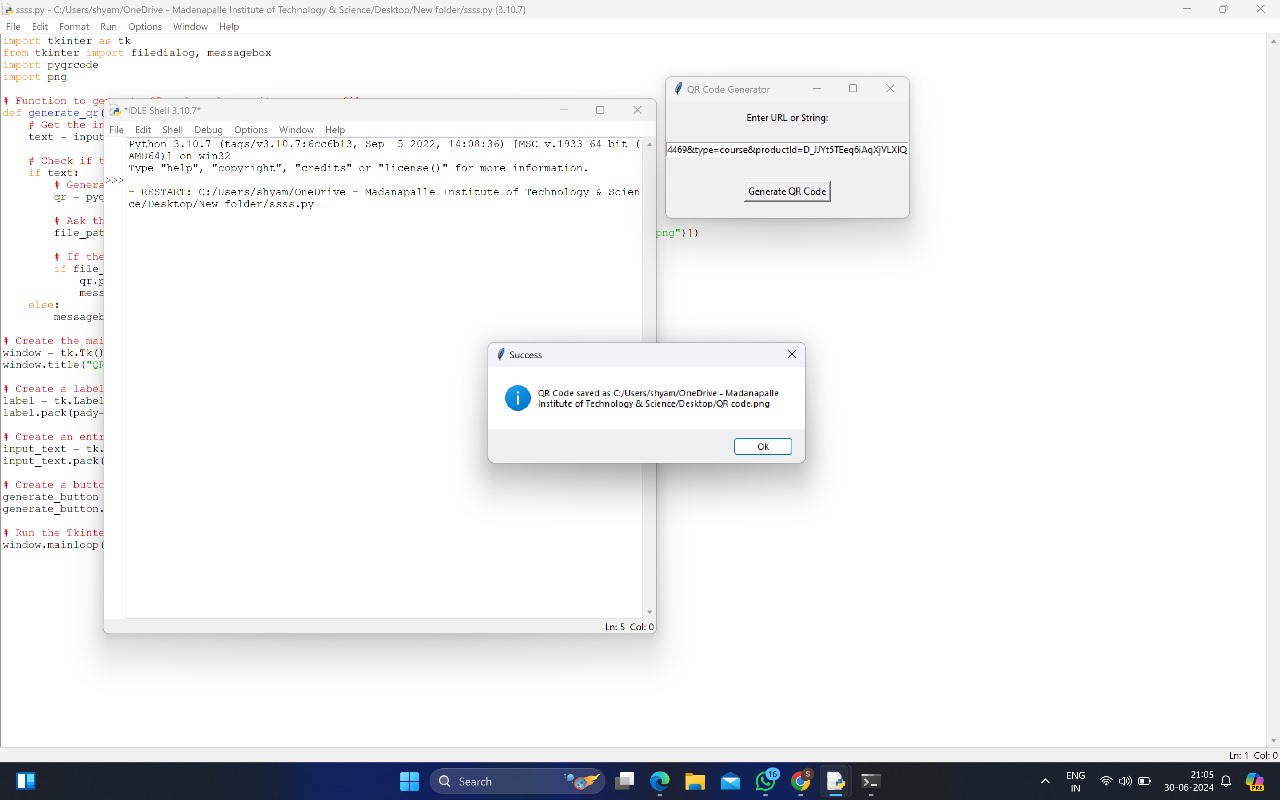 ssss.py - C:/Users/shyam/OneDrive - Madanapalle Institute of Technology & Science/Desktop/New folder/ssss.py (3.10.7)
File Edit Format Run Options Window Help
import tkinter as tk
from tkinter import filedialog, messagebox
import pyqrcode
import png
# Function to
def generate_qr(
# Get the in
text = input
# Check if t
if text:
# Genera
qr = pyq
# Ask th
file_pat
png")])
# If the
if file_
qr.p
mess
else:
messageb
# Create the mai
window = tk.Tk()
window.title("QR
# Create a label
label = tk.Label
label.pack(pady=
# Create an entr
input_text = tk.
input_text.pack(
# Create a butto
generate_button
generate_button.
# Run the Tkinte
window.mainloop(
*IDLE Shell 3.10.7*
File Edit Shell Debug Options Window Help
Python 3.10.7 (tags/v3.10.7:6cc6b13, Sep 5 2022, 14:08:36) [MSC v.1933 64 bit (
AMD64)] on win32
Type "help", "copyright", "credits" or "license()" for more information.
>>>
= RESTART: C:/Users/shyam/OneDrive - Madanapalle Institute of Technology & Scien
ce/Desktop/New folder/ssss.py
Ln: 5 Col: 0
QR Code Generator
Enter URL or String:
4469&type=course&productId=D_JJYt5TEeq6iAqXjVLXIQ
Generate QR Code
Success
QR Code saved as C:/Users/shyam/OneDrive - Madanapalle
Institute of Technology & Science/Desktop/QR code.png
OK
Ln: 1 Col: 0
Search
16
S
ENG
IN
21:05
30-06-2024
PRE